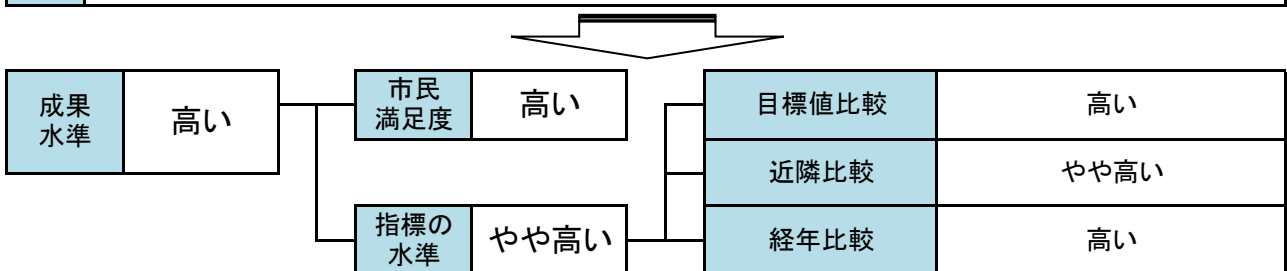 成果
水準
高い
市民
満足度
高い
指標の
水準
やや高い
目標値比較
高い
近隣比較
やや高い
経年比較
高い